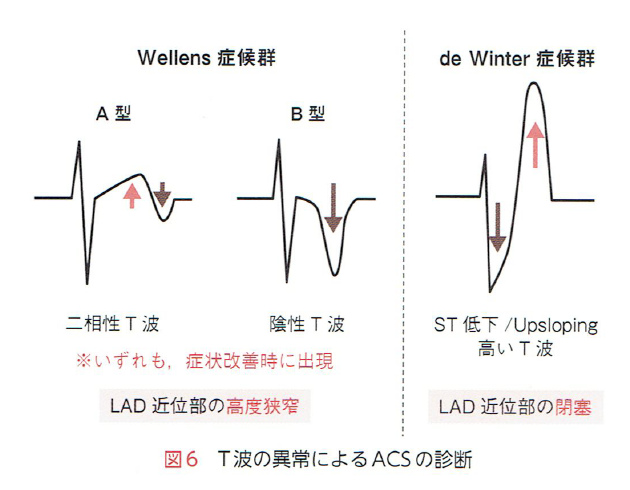 Wellens 症候群
A 型
B 型
二相性 T 波
陰性 T 波
※いずれも，症状改善時に出現
LAD 近位部の高度狭窄
de Winter 症候群
ST 低下 /Upsloping
高い T 波
LAD 近位部の閉塞
図6 T波の異常によるACSの診断